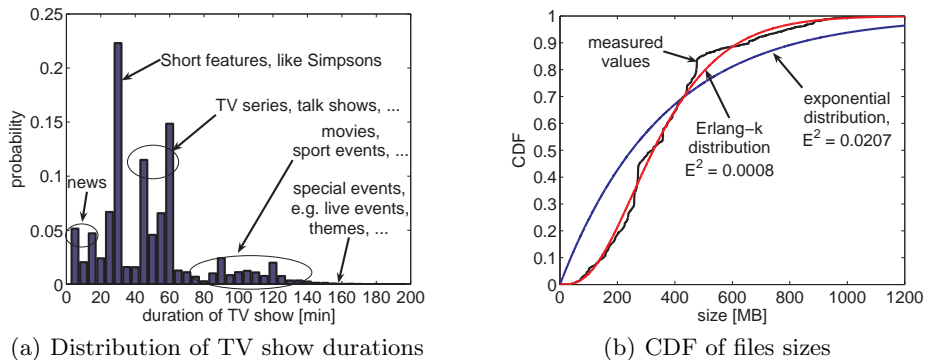 0.25
0.2
0.15
0.1
0.05
0
probability
0 20 40 60 80 100 120 140 160 180 200
duration of TV show [min]
Short features, like Simpsons
TV series, talk shows, ...
movies,
sport events, ...
news
special events,
e.g. live events,
themes, ...
(a) Distribution of TV show durations
1
0.9
0.8
0.7
0.6
0.5
0.4
0.3
0.2
0.1
0
CDF
0 200 400 600 800 1000 1200
size [MB]
measured
values
Erlang−k
distribution
E² = 0.0008
exponential
distribution,
E² = 0.0207
(b) CDF of files sizes